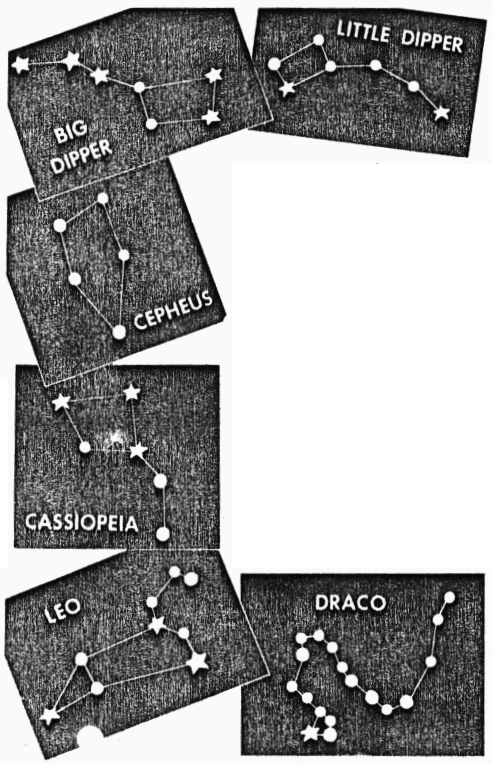 BIG
DIPPER
LITTLE DIPPER
CEPHEUS
CASSIOPEIA
LEO
DRACO